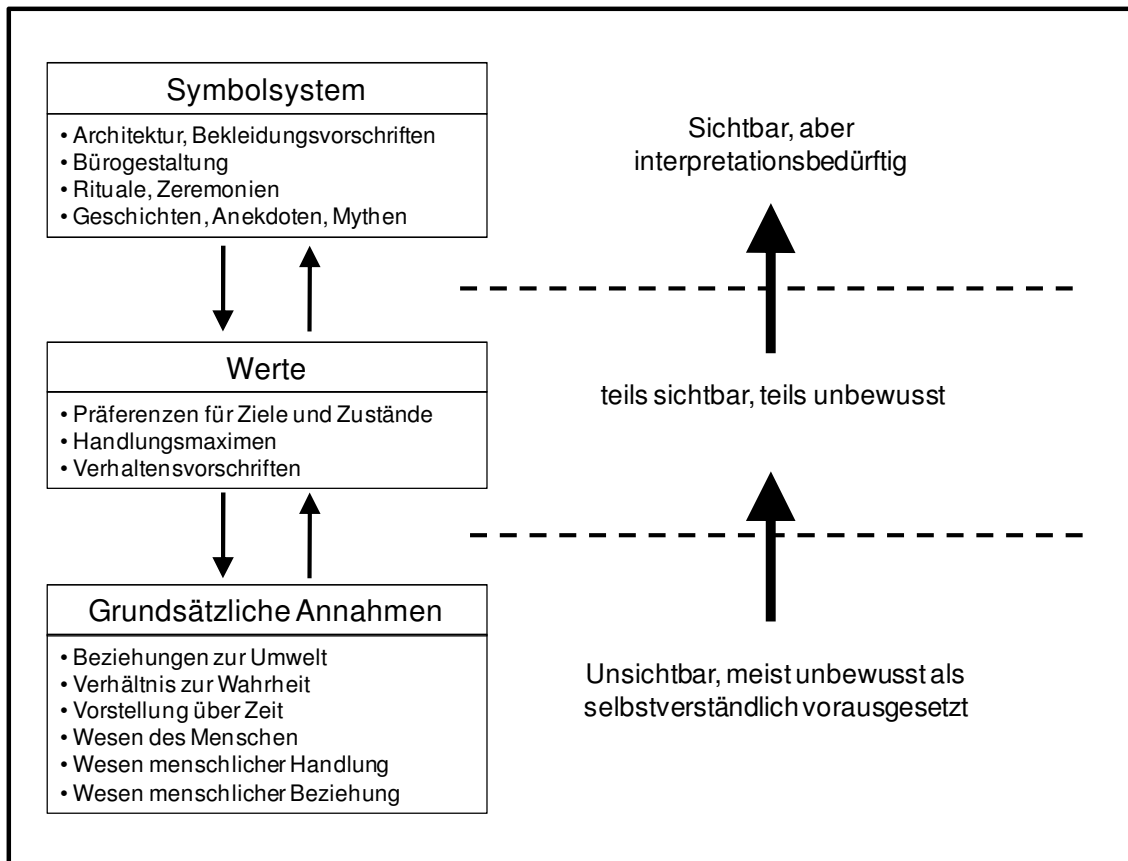 Symbolsystem
• Architektur, Bekleidungsvorschriften
• Bürogestaltung
• Rituale, Zeremonien
• Geschichten, Anekdoten, Mythen
Sichtbar, aber
interpretationsbedürftig
Werte
• Präferenzen für Ziele und Zustände
• Handlungsmaximen
• Verhaltensvorschriften
teils sichtbar, teils unbewusst
Grundsätzliche Annahmen
• Beziehungen zur Umwelt
• Verhältnis zur Wahrheit
• Vorstellung über Zeit
• Wesen des Menschen
• Wesen menschlicher Handlung
• Wesen menschlicher Beziehung
Unsichtbar, meist unbewusst als
selbstverständlich vorausgesetzt